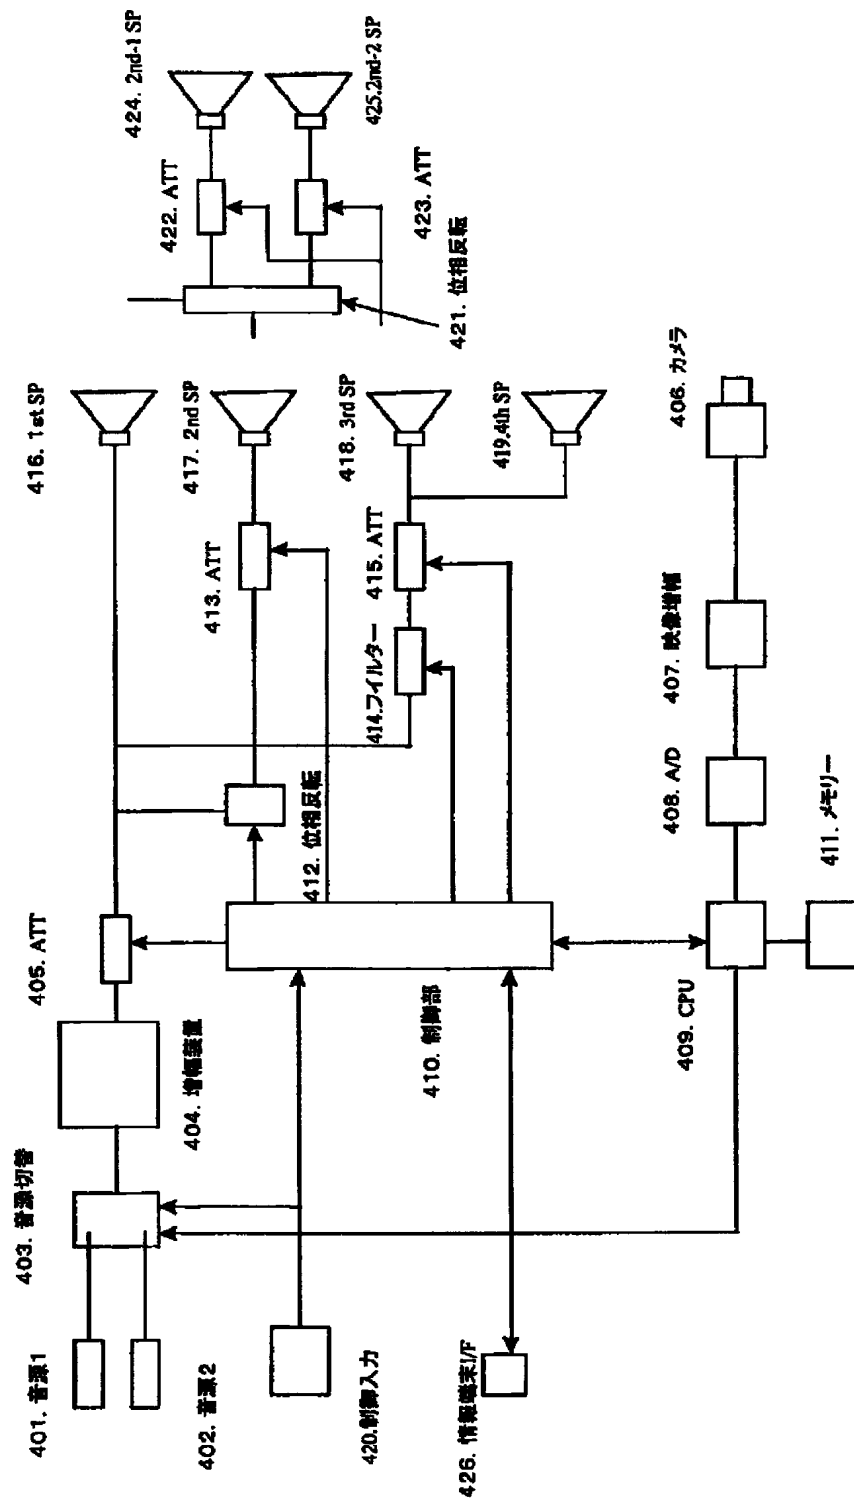 401. 音源1
402. 音源2
403. 音源切替
404. 増幅装置
405. ATT
416. 1st SP
417. 2nd SP
413. ATT
412. 位相反転
414.フィルター
415. ATT
418. 3rd SP
419.4th SP
420.制御入力
410. 制御部
426. 情報端末I/F
409. CPU
408. A/D
407. 映像増幅
406. カメラ
411. メモリー
424. 2nd-1 SP
425.2nd-2 SP
422. ATT
423. ATT
421. 位相反転